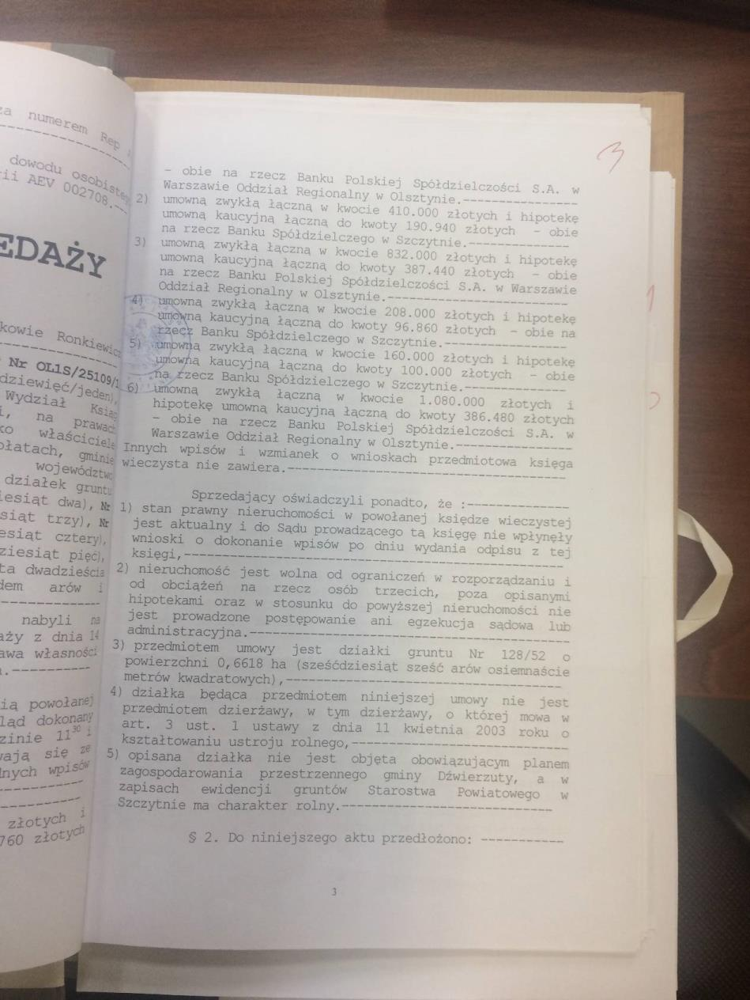 za numerem Rep
dowodu osobisteg
rii AEV 002708.--
EDAŻY
kowie Ronkiewicz
Nr OL1S/25109/1
dziewięć/jeden),
Wydział Ksiąg
i, na prawach
ko właściciele
płatach, gminie
województwo
działek gruntu
iesiąt dwa), Nr
siąt trzy), Nr
esiąt cztery),
ziesiąt pięć),
ta dwadzieścia
dem arów i
nabyli na
aży z dnia 14
awa własności
a.----------
ią powołanej
ląd dokonany
zinie 11³⁰ i
wają się ze
lnych wpisów
złotych i
760 złotych
3
- obie na rzecz Banku Polskiej Spółdzielczości S.A. w
Warszawie Oddział Regionalny w Olsztynie.----------------
2) umowną zwykłą łączną w kwocie 410.000 złotych i hipotekę
umowną kaucyjną łączną do kwoty 190.940 złotych - obie
na rzecz Banku Spółdzielczego w Szczytnie.--------------
3) umowną zwykłą łączną w kwocie 832.000 złotych i hipotekę
umowną kaucyjną łączną do kwoty 387.440 złotych - obie
na rzecz Banku Polskiej Spółdzielczości S.A. w Warszawie
Oddział Regionalny w Olsztynie.-------------------------
4) umowną zwykłą łączną w kwocie 208.000 złotych i hipotekę
umowną kaucyjną łączną do kwoty 96.860 złotych - obie na
rzecz Banku Spółdzielczego w Szczytnie.-----------------
5) umowną zwykłą łączną w kwocie 160.000 złotych i hipotekę
umowną kaucyjną łączną do kwoty 100.000 złotych - obie
na rzecz Banku Spółdzielczego w Szczytnie.--------------
6) umowną zwykłą łączną w kwocie 1.080.000 złotych i
hipotekę umowną kaucyjną łączną do kwoty 386.480 złotych
- obie na rzecz Banku Polskiej Spółdzielczości S.A. w
Warszawie Oddział Regionalny w Olsztynie.----------------
Innych wpisów i wzmianek o wnioskach przedmiotowa księga
wieczysta nie zawiera.--------------------------------------
Sprzedający oświadczyli ponadto, że :--------------
1) stan prawny nieruchomości w powołanej księdze wieczystej
jest aktualny i do Sądu prowadzącego tą księgę nie wpłynęły
wnioski o dokonanie wpisów po dniu wydania odpisu z tej
księgi,----------------------------------------------------
2) nieruchomość jest wolna od ograniczeń w rozporządzaniu i
od obciążeń na rzecz osób trzecich, poza opisanymi
hipotekami oraz w stosunku do powyższej nieruchomości nie
jest prowadzone postępowanie ani egzekucja sądowa lub
administracyjna.--------------------------------------------
3) przedmiotem umowy jest działki gruntu Nr 128/52 o
powierzchni 0,6618 ha (sześćdziesiąt sześć arów osiemnaście
metrów kwadratowych),--------------------------------------
4) działka będąca przedmiotem niniejszej umowy nie jest
przedmiotem dzierżawy, w tym dzierżawy, o której mowa w
art. 3 ust. 1 ustawy z dnia 11 kwietnia 2003 roku o
kształtowaniu ustroju rolnego,------------------------------
5) opisana działka nie jest objęta obowiązującym planem
zagospodarowania przestrzennego gminy Dźwierzuty, a w
zapisach ewidencji gruntów Starostwa Powiatowego w
Szczytnie ma charakter rolny.-----------------------------
§ 2. Do niniejszego aktu przedłożono: -----------
3